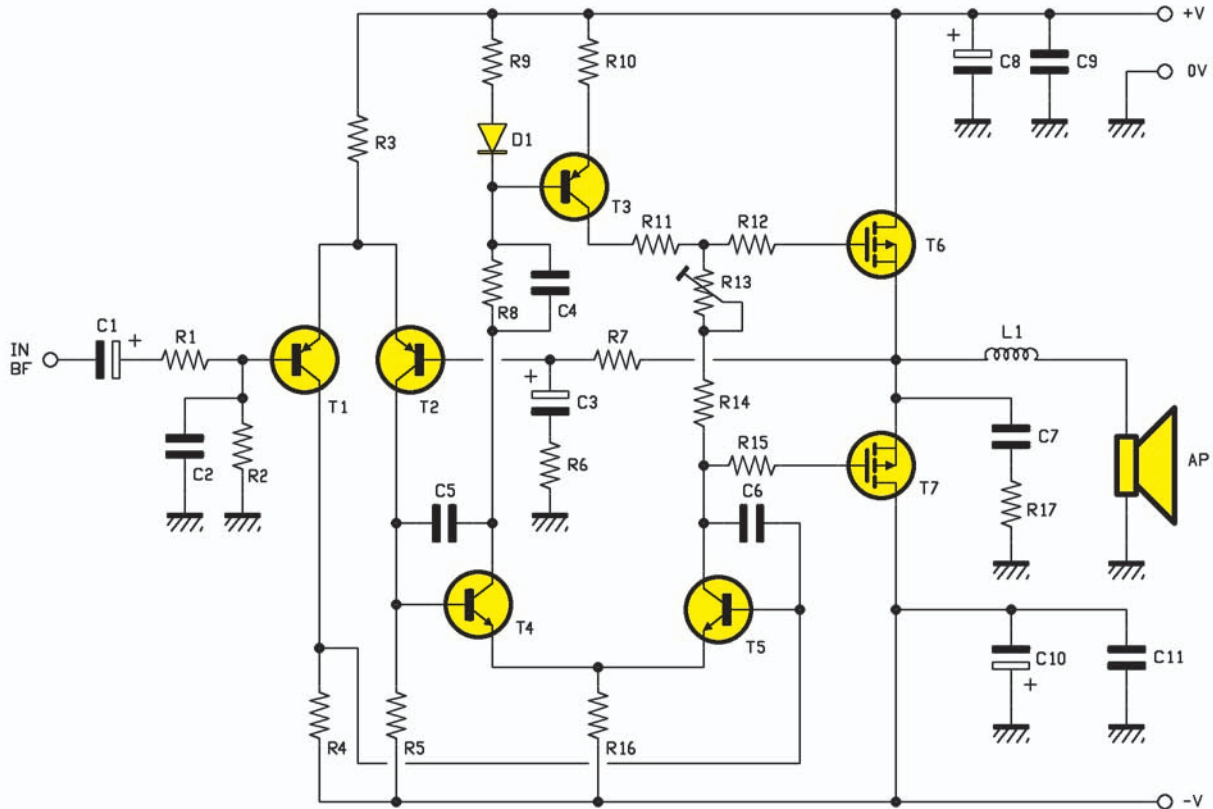 +V
R9
R10
C8
C9
0V
D1
R3
T3
R11
R12
T6
R13
R8
C4
C1
R1
R7
L1
IN
BF
T1
T2
C3
R14
C7
C2
R2
R6
R15
AP
T7
R17
C5
C6
T4
T5
C10
C11
R4
R5
R16
-V
+
+
+
+